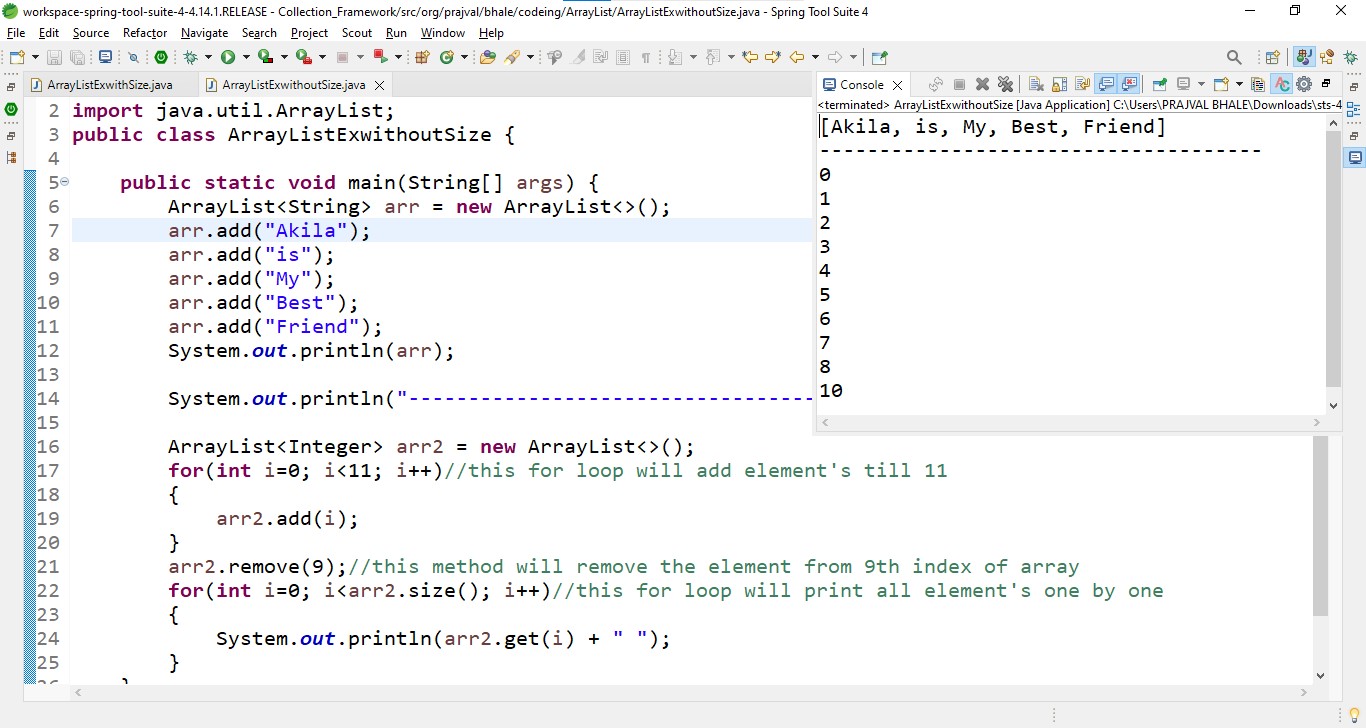 workspace-spring-tool-suite-4-4.14.1.RELEASE - Collection_Framework/src/org/prajval/bhale/codeing/ArrayList/ArrayListExwithoutSize.java - Spring Tool Suite 4
File Edit Source Refactor Navigate Search Project Scout Run Window Help
ArrayListExwithSize.java
ArrayListExwithoutSize.java
2 import java.util.ArrayList;
3 public class ArrayListExwithoutSize {
4
5 public static void main(String[] args) {
6 ArrayList<String> arr = new ArrayList<>();
7 arr.add("Akila");
8 arr.add("is");
9 arr.add("My");
10 arr.add("Best");
11 arr.add("Friend");
12 System.out.println(arr);
13
14 System.out.println("----------------------------------
15
16 ArrayList<Integer> arr2 = new ArrayList<>();
17 for(int i=0; i<11; i++)//this for loop will add element's till 11
18 {
19 arr2.add(i);
20 }
21 arr2.remove(9);//this method will remove the element from 9th index of array
22 for(int i=0; i<arr2.size(); i++)//this for loop will print all element's one by one
23 {
24 System.out.println(arr2.get(i) + " ");
25 }
Console
<terminated> ArrayListExwithoutSize [Java Application] C:\Users\PRAJVAL BHALE\Downloads\sts-4
[Akila, is, My, Best, Friend]
-------------------------------------
0
1
2
3
4
5
6
7
8
10